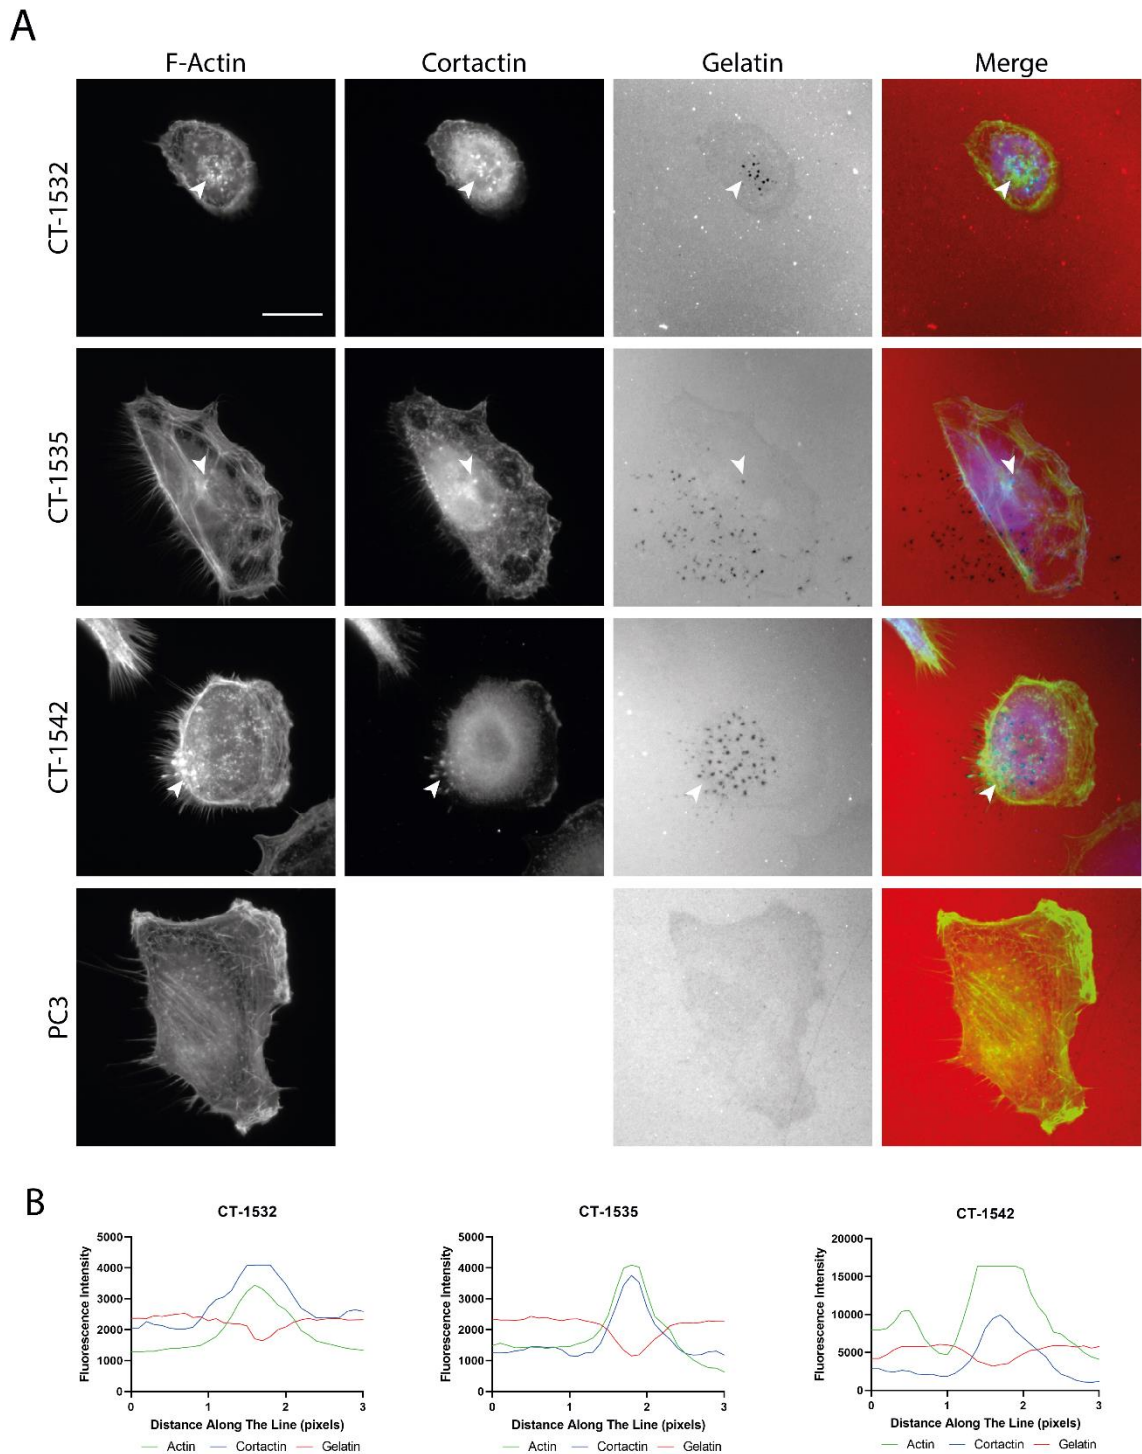 A
F-Actin Cortactin Gelatin Merge
CT-1532
CT-1535
CT-1542
PC3
B
CT-1532
5000
4000
3000
2000
1000
0
Fluorescence Intensity
0 1 2 3
Distance Along The Line (pixels)
Actin Cortactin Gelatin
CT-1535
5000
4000
3000
2000
1000
0
Fluorescence Intensity
0 1 2 3
Distance Along The Line (pixels)
Actin Cortactin Gelatin
CT-1542
20000
15000
10000
5000
0
Fluorescence Intensity
0 1 2 3
Distance Along The Line (pixels)
Actin Cortactin Gelatin